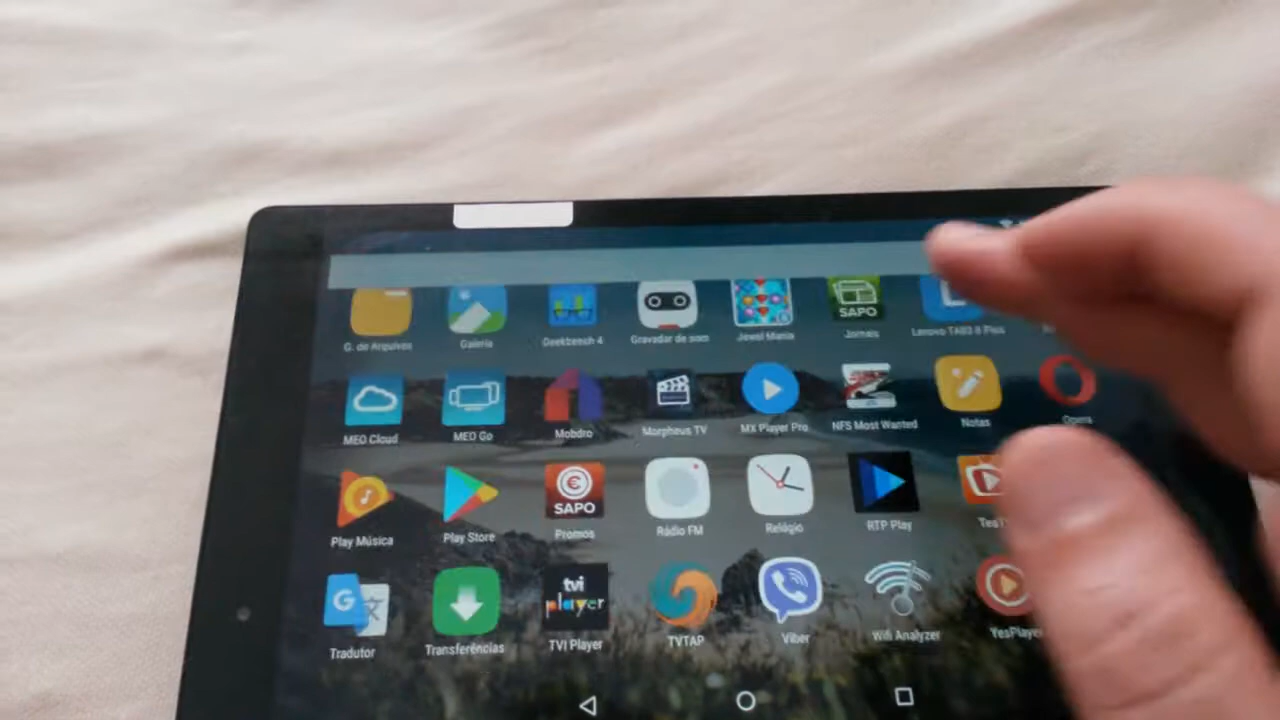 G. de Arquivos Galeria Geekbench 4 Gravador de som Jewel Mania SAPO Jornais Lenovo TAB3 8 Plus
MEO Cloud MEO Go Mobdro Morpheus TV MX Player Pro NFS Most Wanted Notas Opera
Play Música Play Store € SAPO Promos Rádio FM Relógio RTP Play
G 文 Tradutor Transferências tvi player TVI Player TVTAP Viber Wifi Analyzer YesPlayer